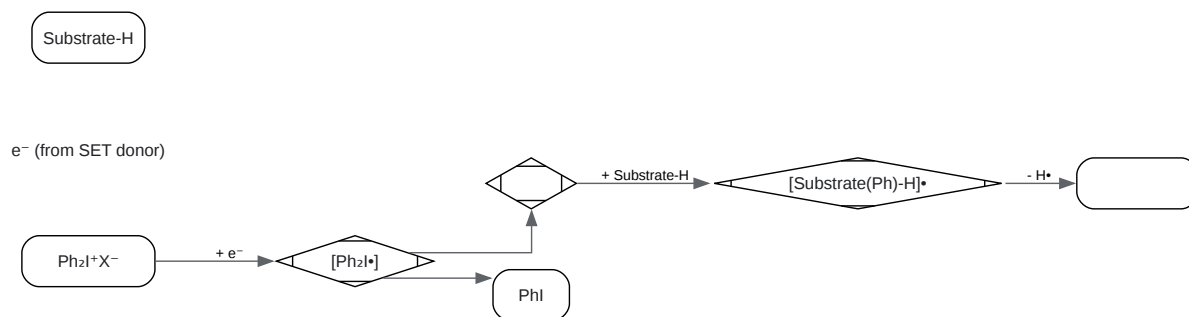 Substrate-H
e⁻ (from SET donor)
+ Substrate-H
[Substrate(Ph)-H]•
- H•
Ph₂I⁺X⁻
+ e⁻
[Ph₂I•]
PhI